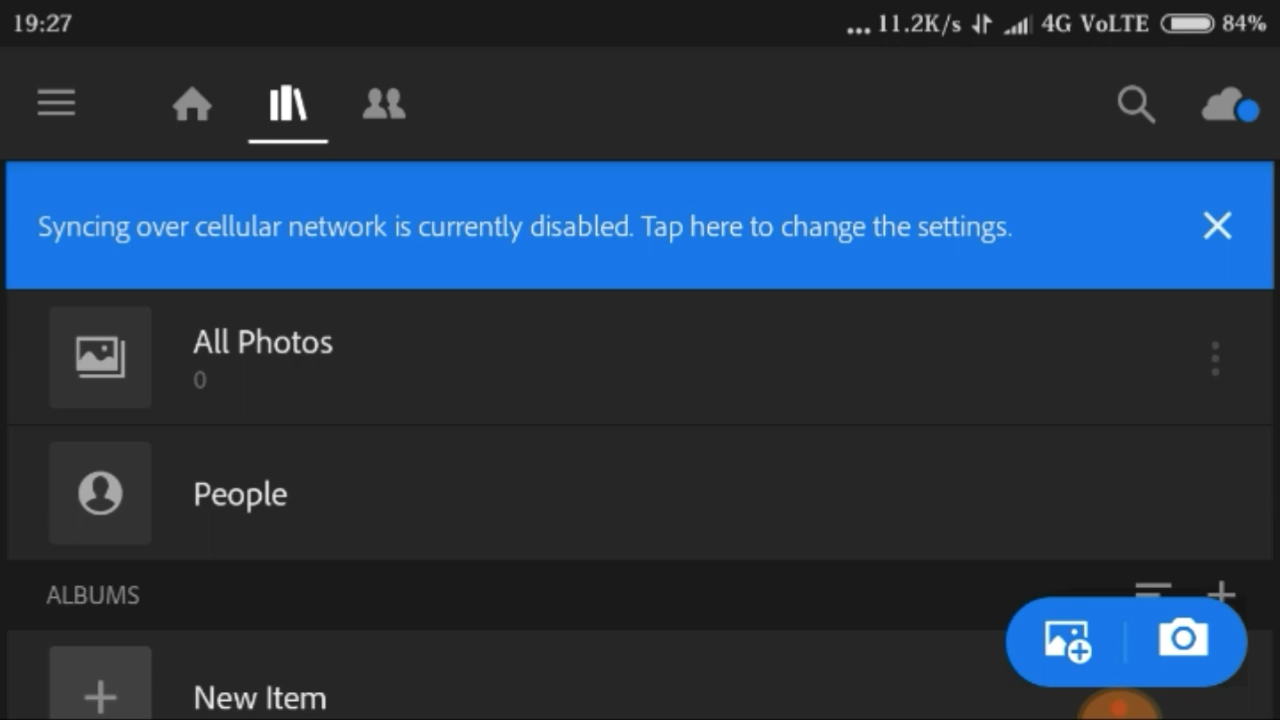 19:27
... 11.2K/s 4G VoLTE 84%
Syncing over cellular network is currently disabled. Tap here to change the settings.
All Photos
0
People
ALBUMS
New Item